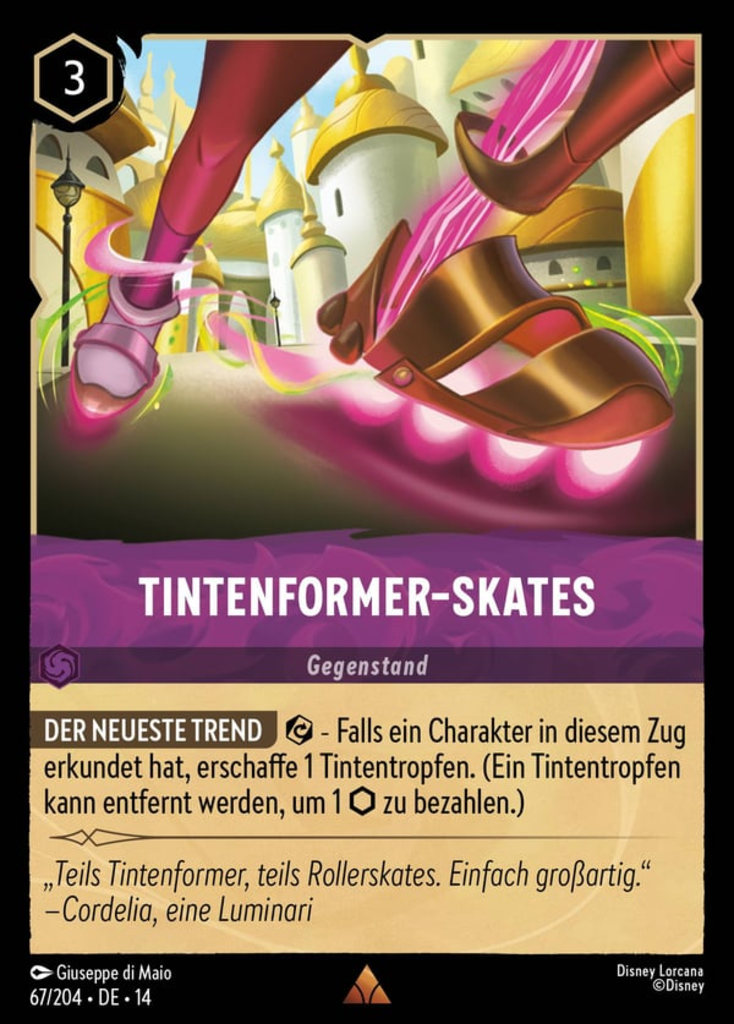 3
TINTENFORMER-SKATES
Gegenstand
DER NEUESTE TREND - Falls ein Charakter in diesem Zug
erkundet hat, erschaffe 1 Tintentropfen. (Ein Tintentropfen
kann entfernt werden, um 1 zu bezahlen.)
„Teils Tintenformer, teils Rollerskates. Einfach großartig.“
—Cordelia, eine Luminari
Giuseppe di Maio
67/204 • DE • 14
Disney Lorcana
©Disney